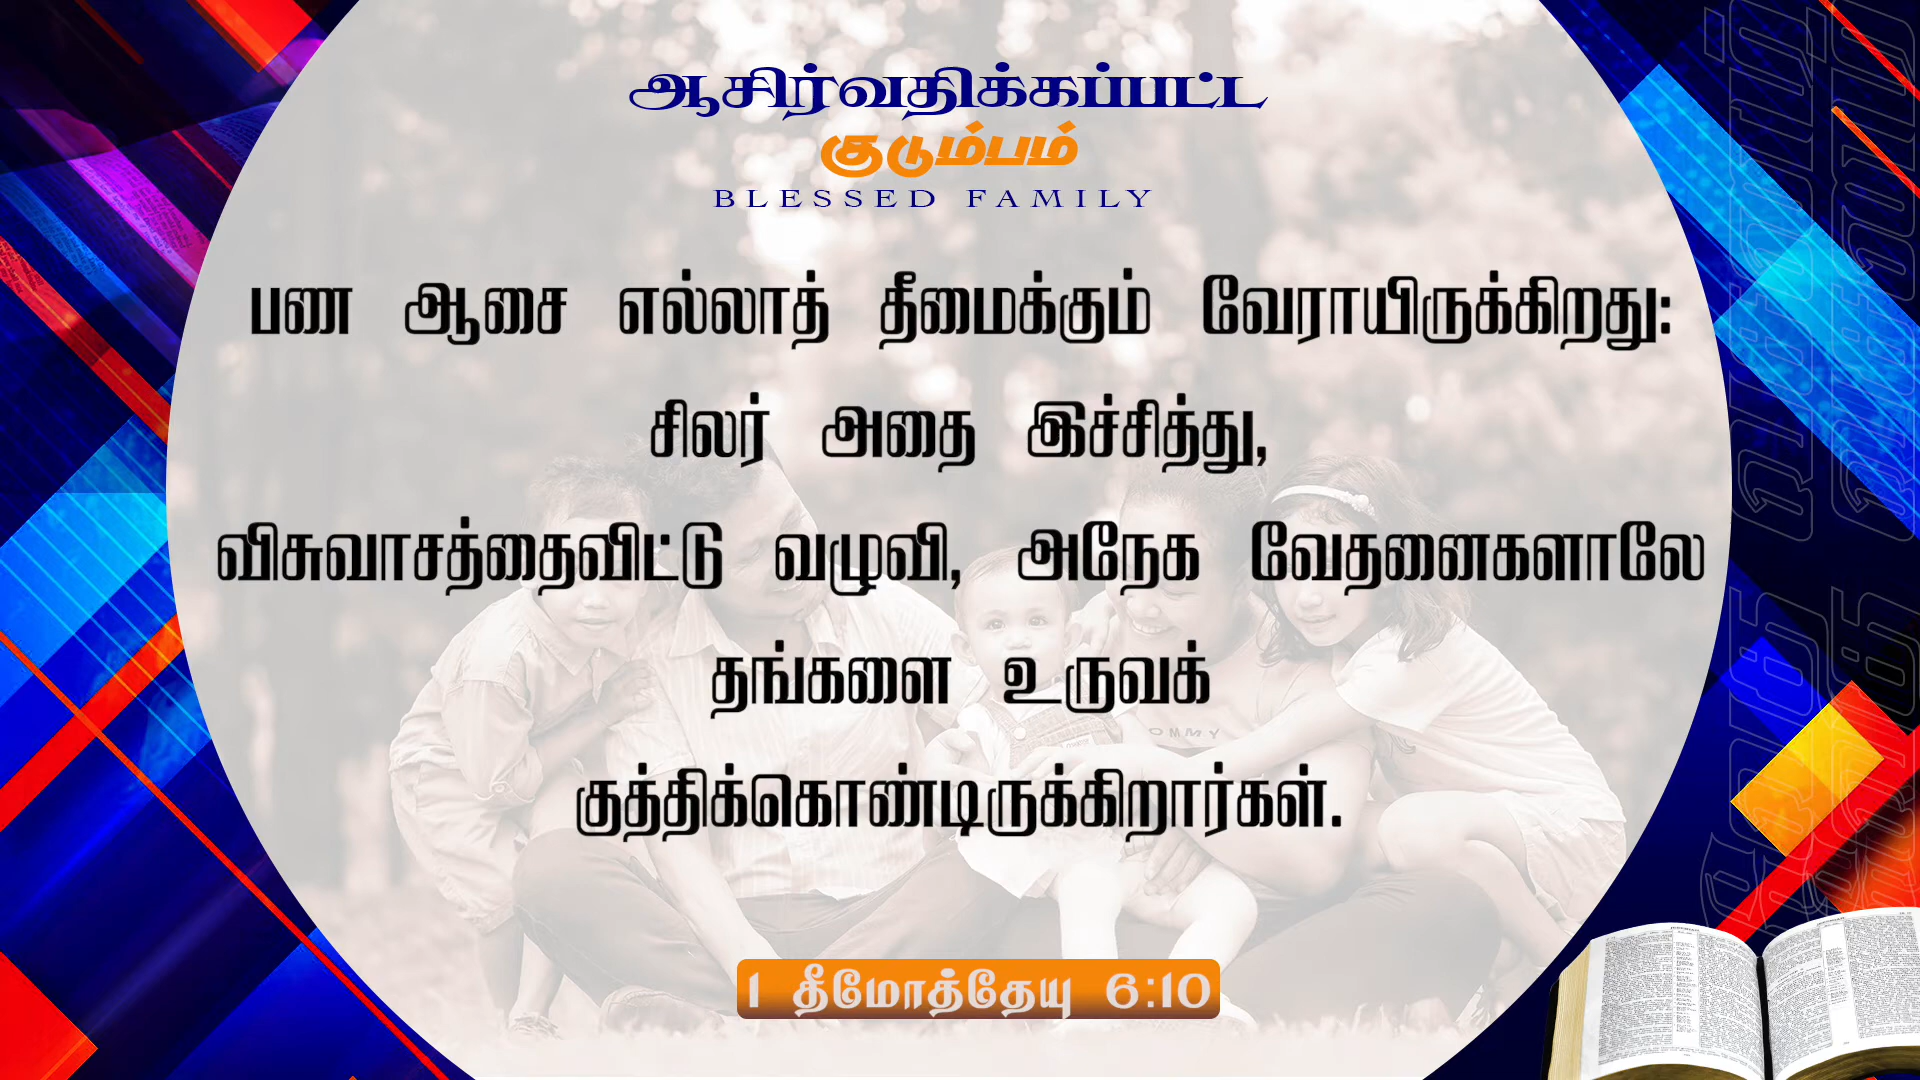 ஆசிர்வதிக்கப்பட்ட
குடும்பம்
BLESSED FAMILY
பண ஆசை எல்லாத் தீமைக்கும் வேராயிருக்கிறது:
சிலர் அதை இச்சித்து,
விசுவாசத்தைவிட்டு வழுவி, அநேக வேதனைகளாலே
தங்களை உருவக்
குத்திக்கொண்டிருக்கிறார்கள்.
OMMY
1 தீமோத்தேயு 6:10